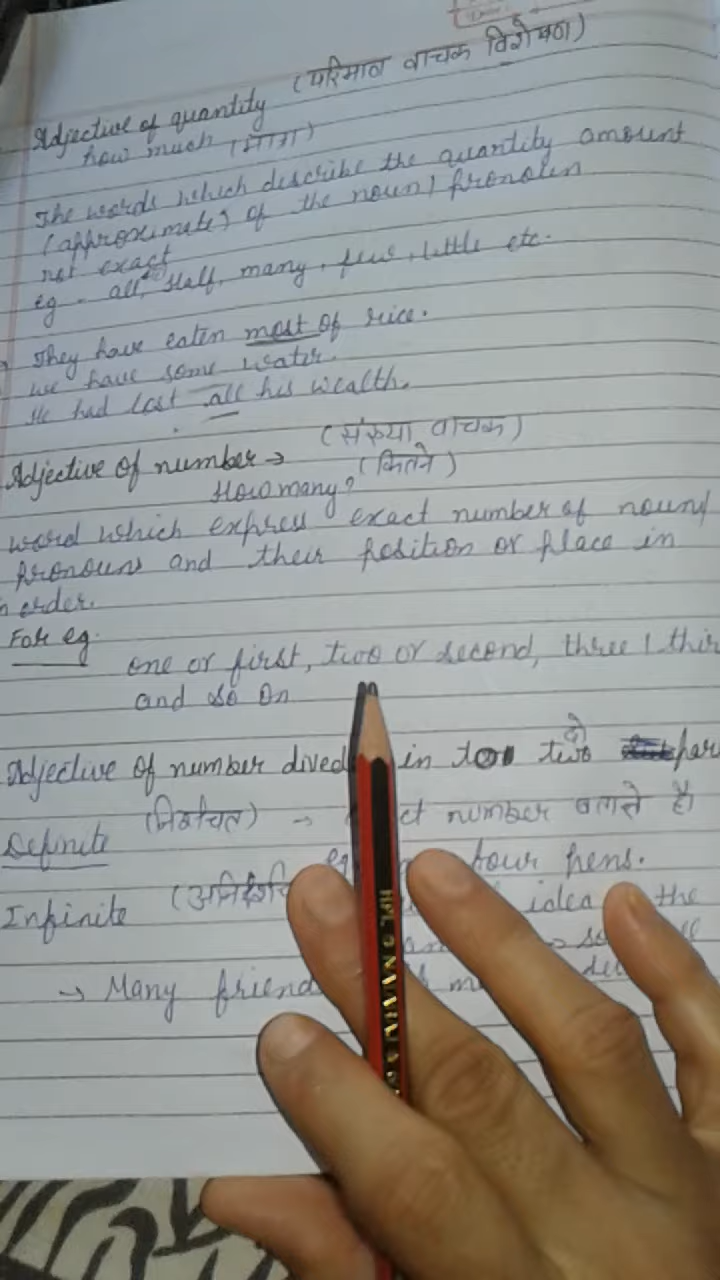 Adjective of quantity (परिमाव वाचक विशेषण)
how much (मात्रा)
The words which describe the quantity amount
(approximate) of the noun / pronoun
not exact
eg - all, Half, many, few, little etc.
They have eaten most of rice.
we have some water.
He had lost all his wealth.
Adjective of number → (संख्या वाचक)
How many? (कितने)
word which express exact number of noun/
pronouns and their position or place in
order.
For eg.
one or first, two or second, three /
and so on
Adjective of number dived in to two दो
Definite (निश्चित) → number बताते है।
eg four hens.
Infinite idea the
→ Many